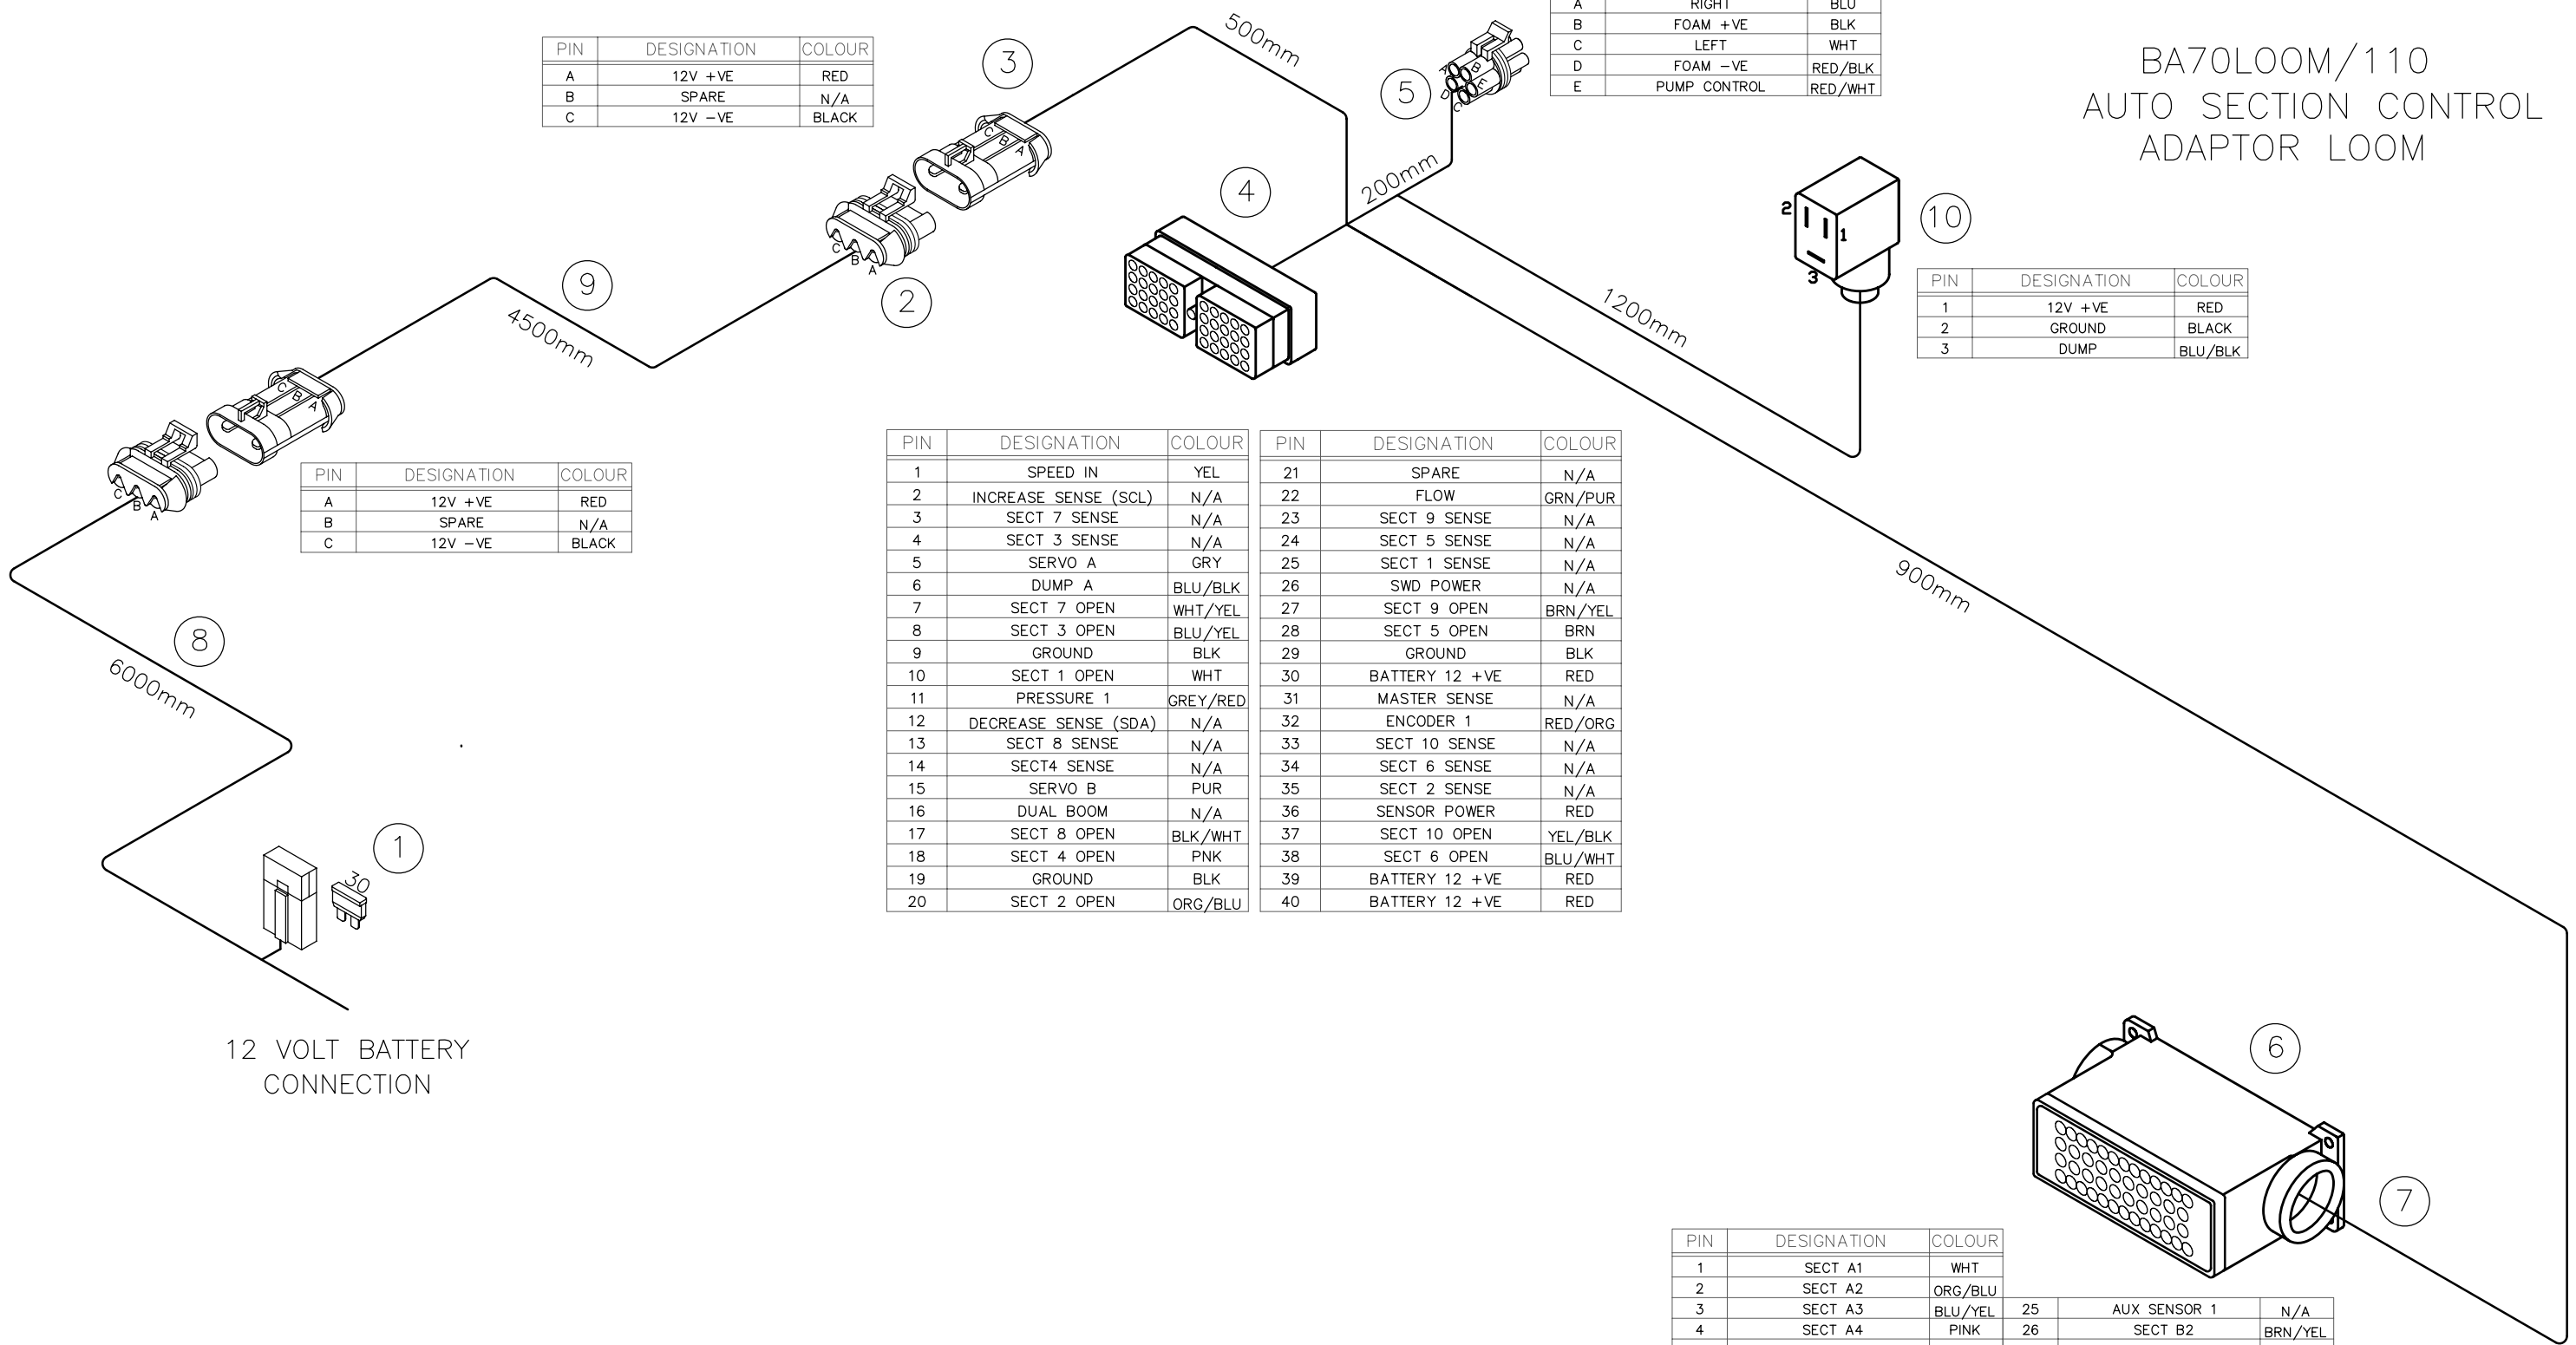 BA70LOOM/110
AUTO SECTION CONTROL
ADAPTOR LOOM
PIN DESIGNATION COLOUR
A 12V +VE RED
B SPARE N/A
C 12V -VE BLACK
3
500mm
A RIGHT BLU
B FOAM +VE BLK
C LEFT WHT
D FOAM -VE RED/BLK
E PUMP CONTROL RED/WHT
5
A B D E C
200mm
4
C B A
C B A
2
9
4500mm
2 1 3
10
PIN DESIGNATION COLOUR
1 12V +VE RED
2 GROUND BLACK
3 DUMP BLU/BLK
1200mm
900mm
C B A
C B A
PIN DESIGNATION COLOUR
A 12V +VE RED
B SPARE N/A
C 12V -VE BLACK
8
6000mm
1
30
12 VOLT BATTERY
CONNECTION
PIN DESIGNATION COLOUR
1 SPEED IN YEL
2 INCREASE SENSE (SCL) N/A
3 SECT 7 SENSE N/A
4 SECT 3 SENSE N/A
5 SERVO A GRY
6 DUMP A BLU/BLK
7 SECT 7 OPEN WHT/YEL
8 SECT 3 OPEN BLU/YEL
9 GROUND BLK
10 SECT 1 OPEN WHT
11 PRESSURE 1 GREY/RED
12 DECREASE SENSE (SDA) N/A
13 SECT 8 SENSE N/A
14 SECT4 SENSE N/A
15 SERVO B PUR
16 DUAL BOOM N/A
17 SECT 8 OPEN BLK/WHT
18 SECT 4 OPEN PNK
19 GROUND BLK
20 SECT 2 OPEN ORG/BLU
PIN DESIGNATION COLOUR
21 SPARE N/A
22 FLOW GRN/PUR
23 SECT 9 SENSE N/A
24 SECT 5 SENSE N/A
25 SECT 1 SENSE N/A
26 SWD POWER N/A
27 SECT 9 OPEN BRN/YEL
28 SECT 5 OPEN BRN
29 GROUND BLK
30 BATTERY 12 +VE RED
31 MASTER SENSE N/A
32 ENCODER 1 RED/ORG
33 SECT 10 SENSE N/A
34 SECT 6 SENSE N/A
35 SECT 2 SENSE N/A
36 SENSOR POWER RED
37 SECT 10 OPEN YEL/BLK
38 SECT 6 OPEN BLU/WHT
39 BATTERY 12 +VE RED
40 BATTERY 12 +VE RED
6
7
PIN DESIGNATION COLOUR
1 SECT A1 WHT
2 SECT A2 ORG/BLU
3 SECT A3 BLU/YEL 25 AUX SENSOR 1 N/A
4 SECT A4 PINK 26 SECT B2 BRN/YEL